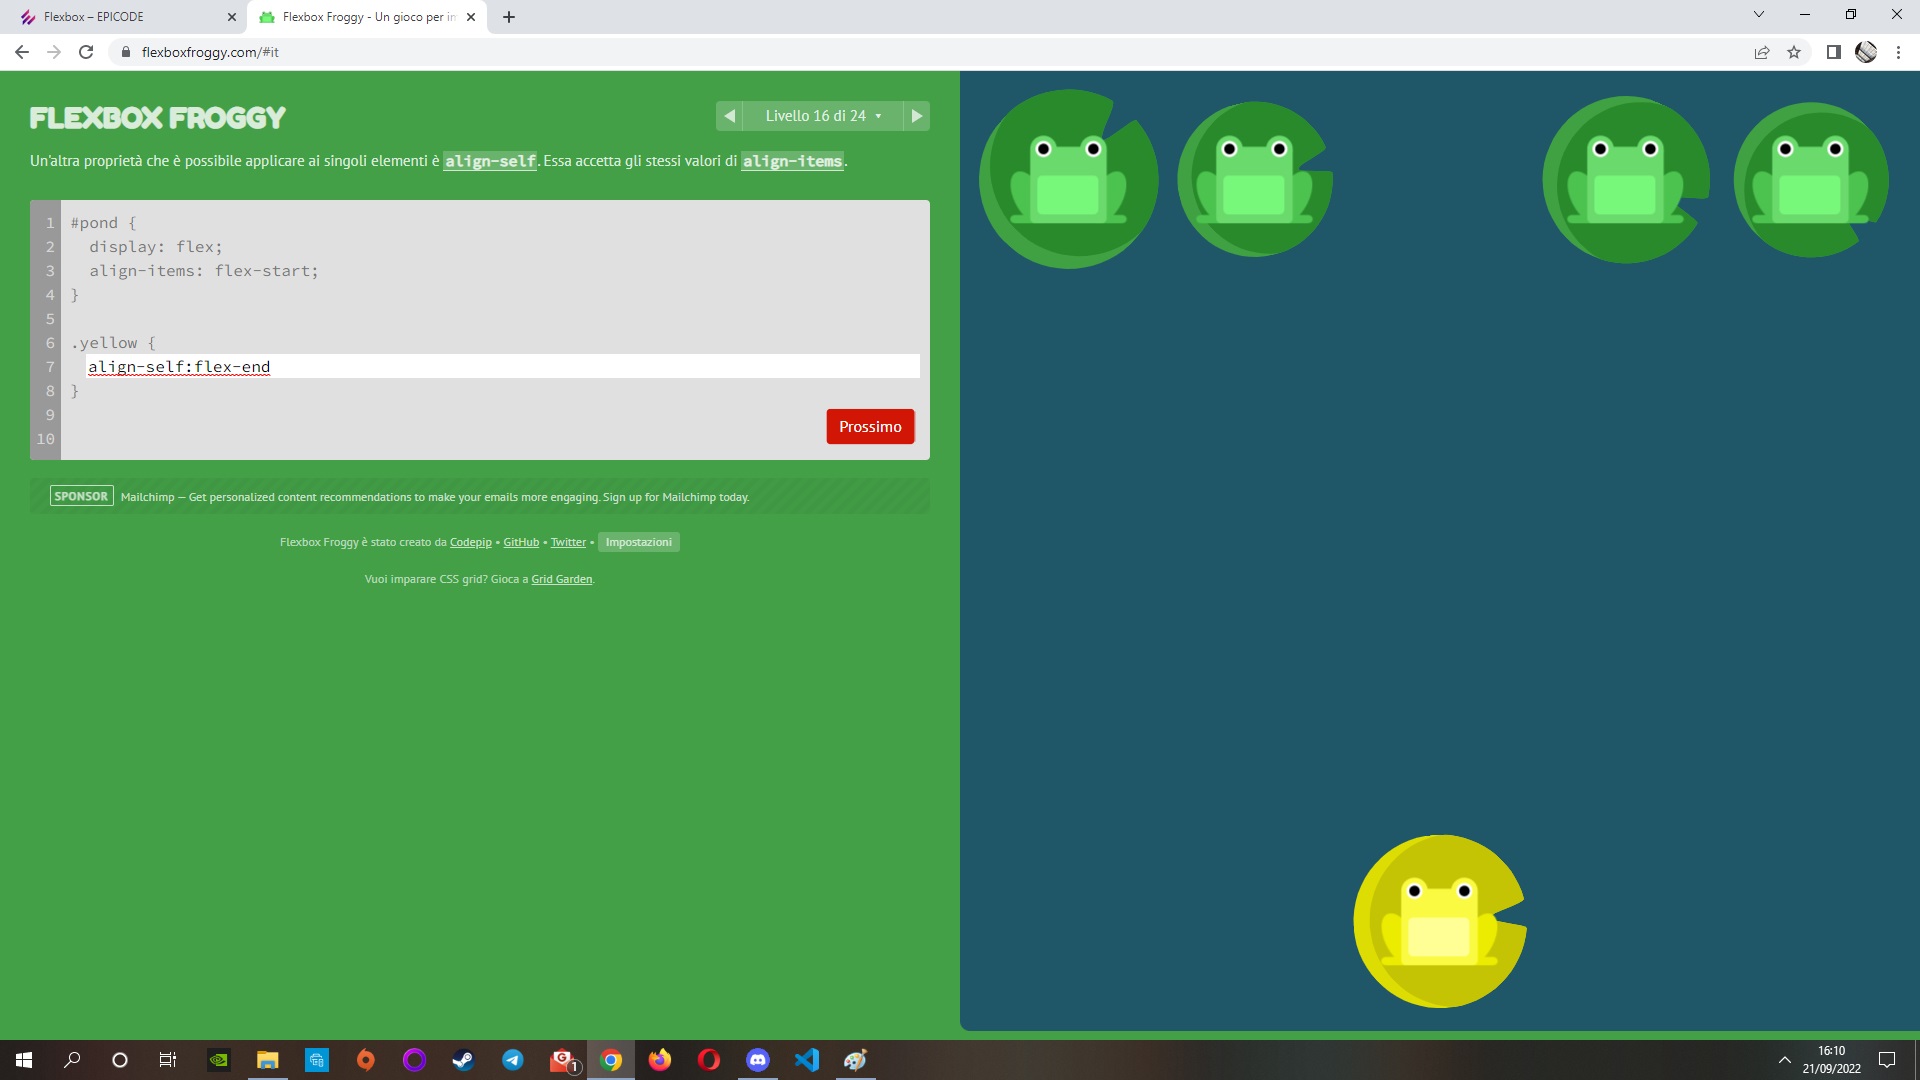 Flexbox – EPICODE
Flexbox Froggy - Un gioco per im
flexboxfroggy.com/#it
FLEXBOX FROGGY
Livello 16 di 24
Un'altra proprietà che è possibile applicare ai singoli elementi è align-self. Essa accetta gli stessi valori di align-items.
1 #pond {
2 display: flex;
3 align-items: flex-start;
4 }
5
6 .yellow {
7 align-self:flex-end
8 }
9
10
Prossimo
SPONSOR Mailchimp — Get personalized content recommendations to make your emails more engaging. Sign up for Mailchimp today.
Flexbox Froggy è stato creato da Codepip • GitHub • Twitter • Impostazioni
Vuoi imparare CSS grid? Gioca a Grid Garden.
G
1
16:10
21/09/2022